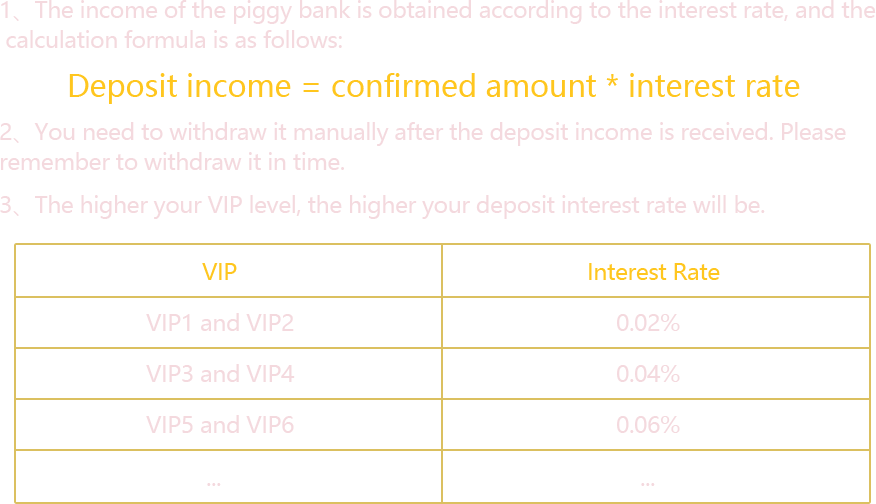 1、The income of the piggy bank is obtained according to the interest rate, and the
calculation formula is as follows:
Deposit income = confirmed amount * interest rate
2、You need to withdraw it manually after the deposit income is received. Please
remember to withdraw it in time.
3、The higher your VIP level, the higher your deposit interest rate will be.
VIP Interest Rate
VIP1 and VIP2 0.02%
VIP3 and VIP4 0.04%
VIP5 and VIP6 0.06%
... ...